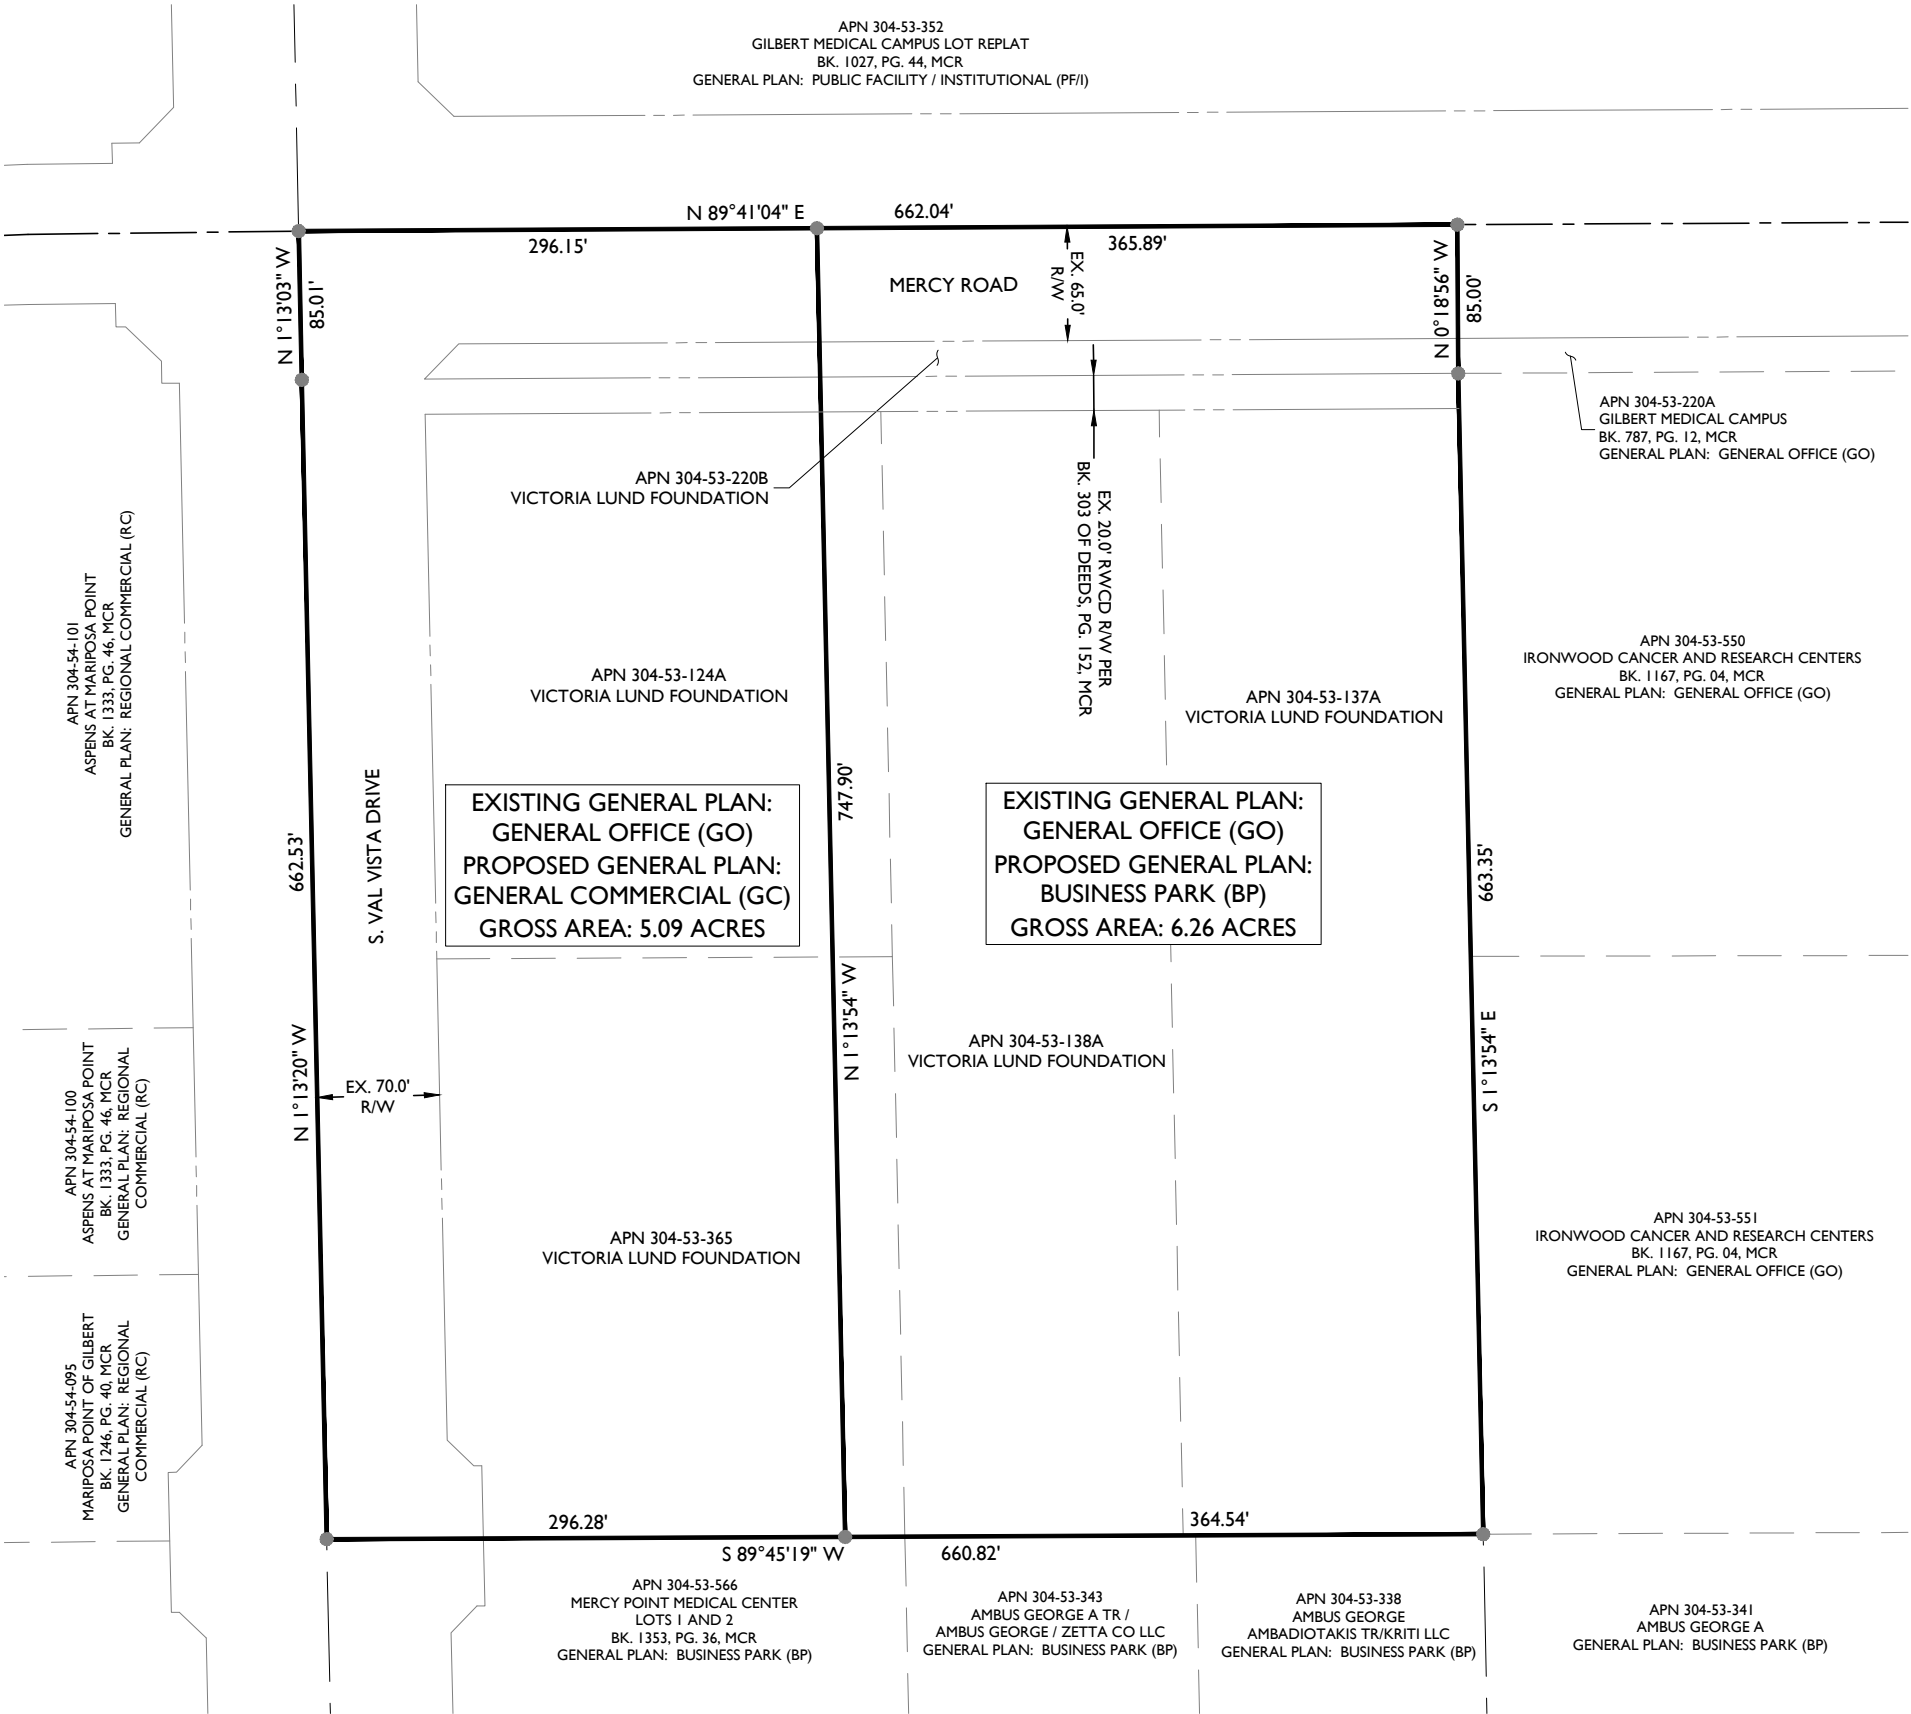 APN 304-53-352
GILBERT MEDICAL CAMPUS LOT REPLAT
BK. 1027, PG. 44, MCR
GENERAL PLAN: PUBLIC FACILITY / INSTITUTIONAL (PF/I)
N 89°41'04" E
662.04'
296.15'
365.89'
N 1°13'03" W
85.01'
MERCY ROAD
EX. 65.0'
R/W
N 0°18'56" W
85.00'
APN 304-53-220A
GILBERT MEDICAL CAMPUS
BK. 787, PG. 12, MCR
GENERAL PLAN: GENERAL OFFICE (GO)
APN 304-53-220B
VICTORIA LUND FOUNDATION
EX. 20.0' RWCD R/W PER
BK. 303 OF DEEDS, PG. 152, MCR
APN 304-54-101
ASPENS AT MARIPOSA POINT
BK. 1333, PG. 46, MCR
GENERAL PLAN: REGIONAL COMMERCIAL (RC)
APN 304-53-124A
VICTORIA LUND FOUNDATION
APN 304-53-137A
VICTORIA LUND FOUNDATION
APN 304-53-550
IRONWOOD CANCER AND RESEARCH CENTERS
BK. 1167, PG. 04, MCR
GENERAL PLAN: GENERAL OFFICE (GO)
662.53'
S. VAL VISTA DRIVE
EXISTING GENERAL PLAN:
GENERAL OFFICE (GO)
PROPOSED GENERAL PLAN:
GENERAL COMMERCIAL (GC)
GROSS AREA: 5.09 ACRES
747.90'
EXISTING GENERAL PLAN:
GENERAL OFFICE (GO)
PROPOSED GENERAL PLAN:
BUSINESS PARK (BP)
GROSS AREA: 6.26 ACRES
663.35'
N 1°13'20" W
EX. 70.0'
R/W
N 1°13'54" W
APN 304-53-138A
VICTORIA LUND FOUNDATION
S 1°13'54" E
APN 304-54-100
ASPENS AT MARIPOSA POINT
BK. 1333, PG. 46, MCR
GENERAL PLAN: REGIONAL
COMMERCIAL (RC)
APN 304-53-365
VICTORIA LUND FOUNDATION
APN 304-53-551
IRONWOOD CANCER AND RESEARCH CENTERS
BK. 1167, PG. 04, MCR
GENERAL PLAN: GENERAL OFFICE (GO)
APN 304-54-095
MARIPOSA POINT OF GILBERT
BK. 1246, PG. 40, MCR
GENERAL PLAN: REGIONAL
COMMERCIAL (RC)
296.28'
364.54'
S 89°45'19" W
660.82'
APN 304-53-566
MERCY POINT MEDICAL CENTER
LOTS 1 AND 2
BK. 1353, PG. 36, MCR
GENERAL PLAN: BUSINESS PARK (BP)
APN 304-53-343
AMBUS GEORGE A TR /
AMBUS GEORGE / ZETTA CO LLC
GENERAL PLAN: BUSINESS PARK (BP)
APN 304-53-338
AMBUS GEORGE
AMBADIOTAKIS TR/KRITI LLC
GENERAL PLAN: BUSINESS PARK (BP)
APN 304-53-341
AMBUS GEORGE A
GENERAL PLAN: BUSINESS PARK (BP)